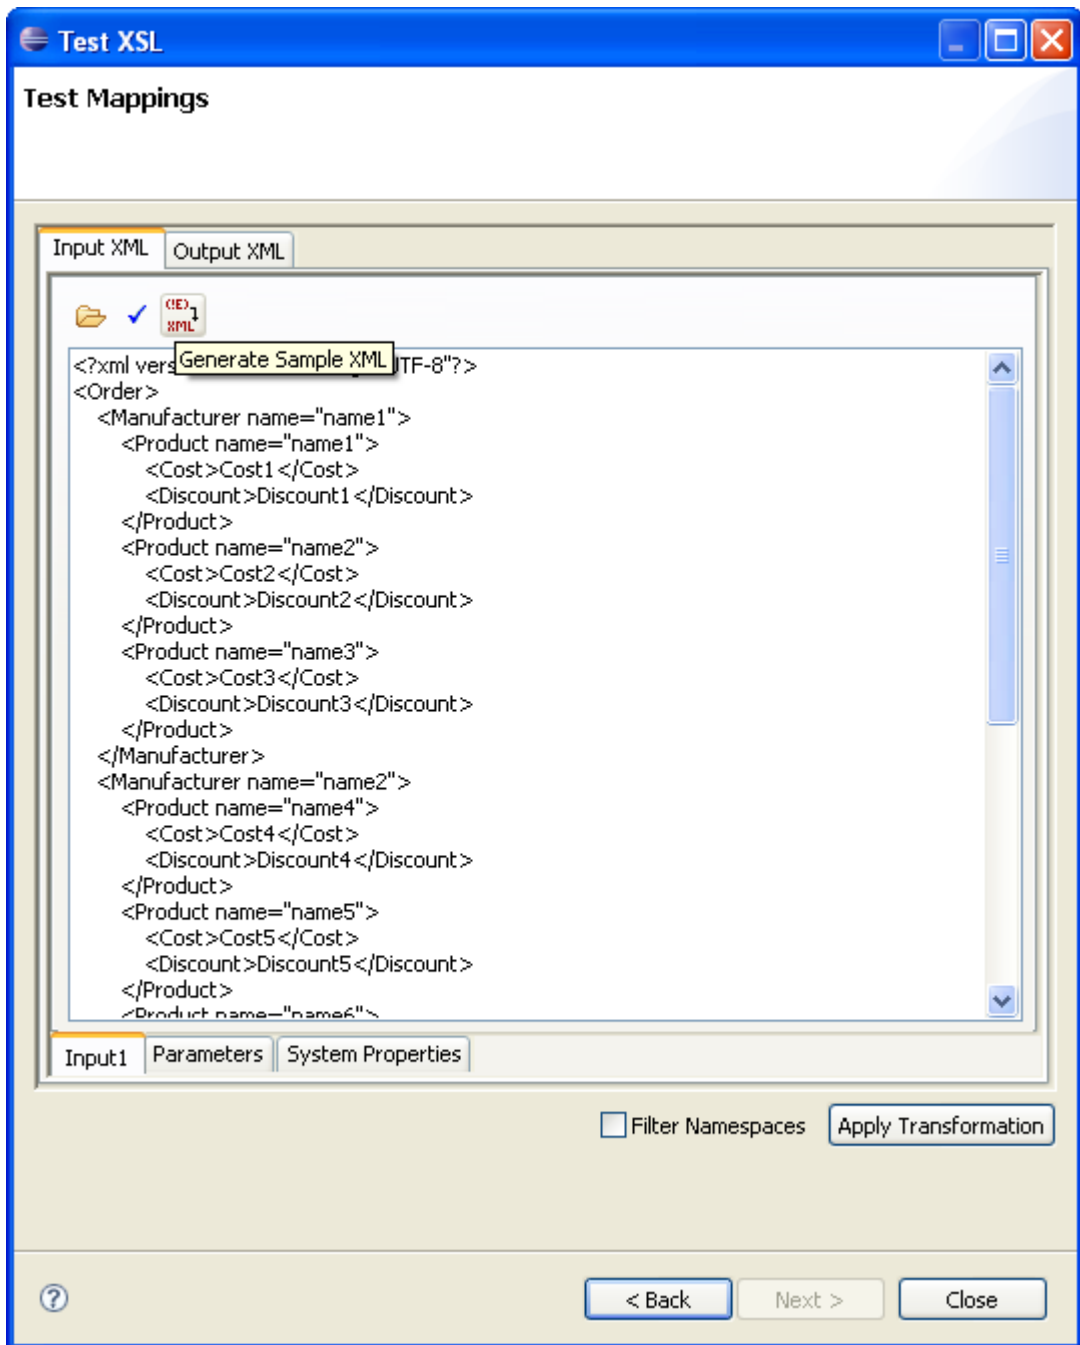 Test XSL
Test Mappings
Input XML
Output XML
(!E)
XML
Generate Sample XML
<?xml vers TF-8"?>
<Order>
<Manufacturer name="name1">
<Product name="name1">
<Cost>Cost1</Cost>
<Discount>Discount1</Discount>
</Product>
<Product name="name2">
<Cost>Cost2</Cost>
<Discount>Discount2</Discount>
</Product>
<Product name="name3">
<Cost>Cost3</Cost>
<Discount>Discount3</Discount>
</Product>
</Manufacturer>
<Manufacturer name="name2">
<Product name="name4">
<Cost>Cost4</Cost>
<Discount>Discount4</Discount>
</Product>
<Product name="name5">
<Cost>Cost5</Cost>
<Discount>Discount5</Discount>
</Product>
<Product name="name6">
Input1
Parameters
System Properties
Filter Namespaces
Apply Transformation
?
< Back
Next >
Close